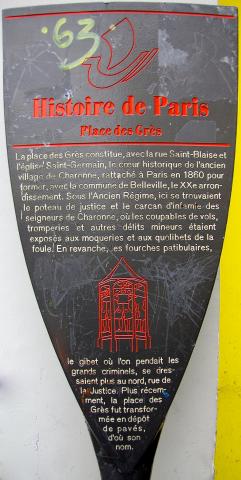 .63
Histoire de Paris
Place des Grès
La place des Grès constitue, avec la rue Saint-Blaise et
l'église Saint-Germain, le cœur historique de l'ancien
village de Charonne, rattaché à Paris en 1860 pour
former, avec la commune de Belleville, le XXe arron-
dissement. Sous l'Ancien Régime, ici se trouvaient
le poteau de justice et le carcan d'infamie des
seigneurs de Charonne, où les coupables de vols,
tromperies et autres délits mineurs étaient
exposés aux moqueries et aux quolibets de la
foule. En revanche, les fourches patibulaires,
le gibet où l'on pendait les
grands criminels, se dres-
saient plus au nord, rue de
la Justice. Plus récem-
ment, la place des
Grès fut transfor-
mée en dépôt
de pavés,
d'où son
nom.